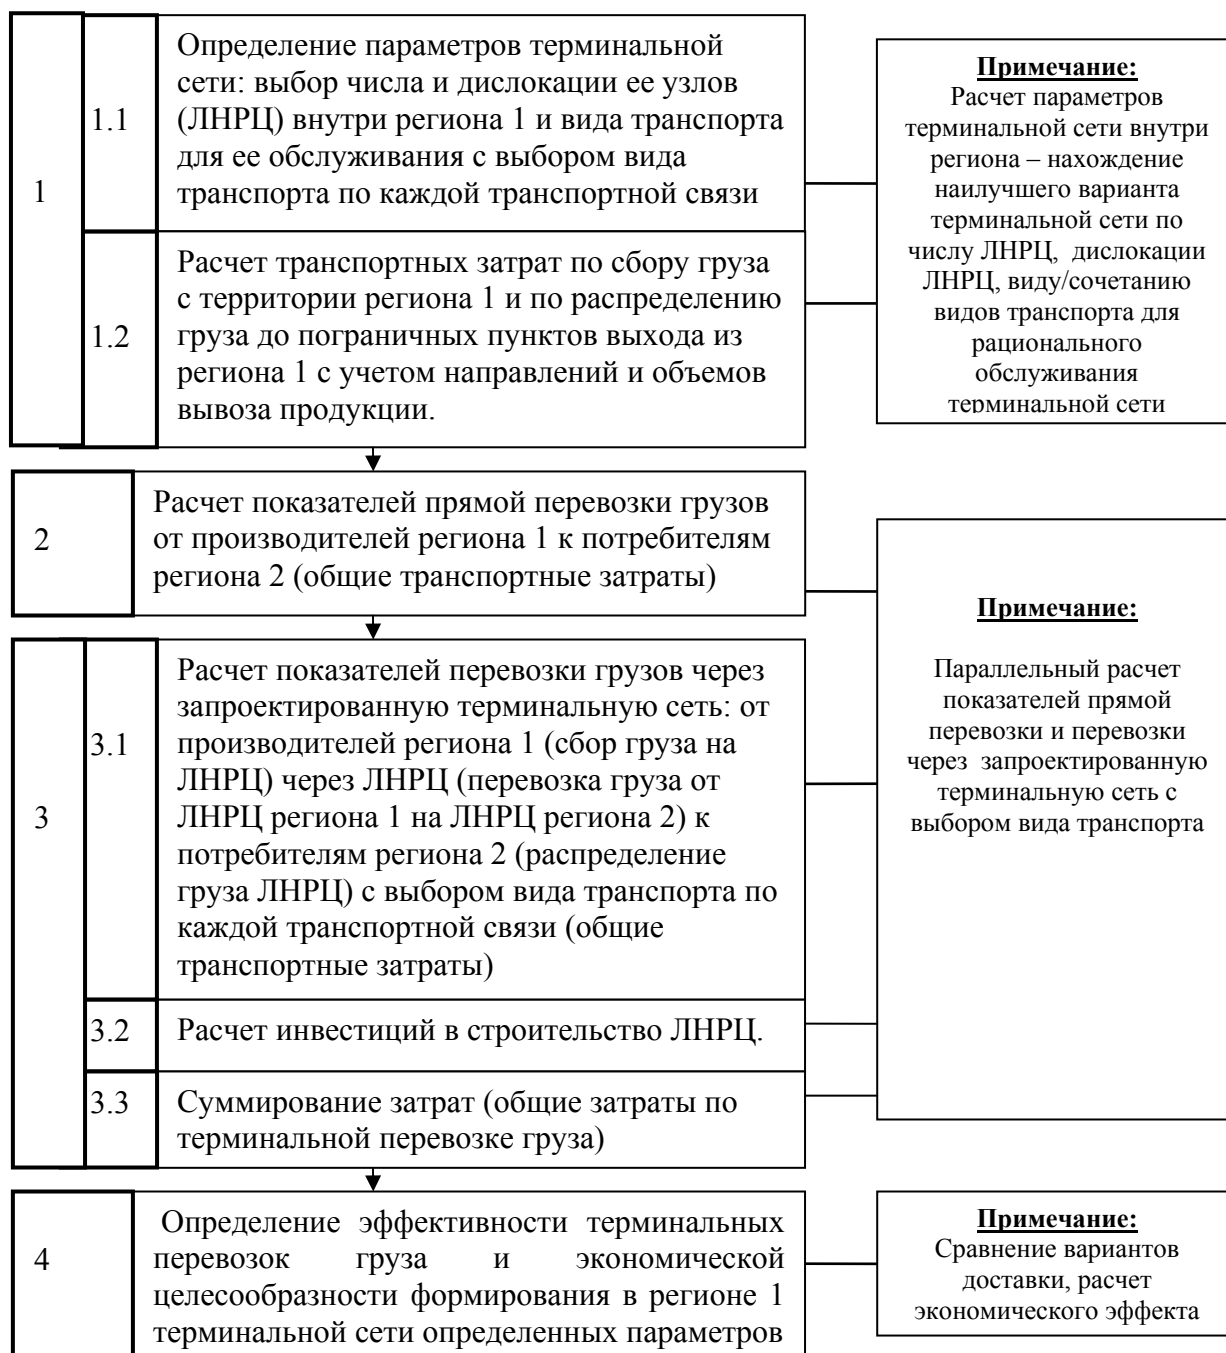 1
1.1
Определение параметров терминальной
сети: выбор числа и дислокации ее узлов
(ЛНРЦ) внутри региона 1 и вида транспорта
для ее обслуживания с выбором вида
транспорта по каждой транспортной связи
1.2
Расчет транспортных затрат по сбору груза
с территории региона 1 и по распределению
груза до пограничных пунктов выхода из
региона 1 с учетом направлений и объемов
вывоза продукции.
Примечание:
Расчет параметров
терминальной сети внутри
региона – нахождение
наилучшего варианта
терминальной сети по
числу ЛНРЦ, дислокации
ЛНРЦ, виду/сочетанию
видов транспорта для
рационального
обслуживания
терминальной сети
2
Расчет показателей прямой перевозки грузов
от производителей региона 1 к потребителям
региона 2 (общие транспортные затраты)
3
3.1
Расчет показателей перевозки грузов через
запроектированную терминальную сеть: от
производителей региона 1 (сбор груза на
ЛНРЦ) через ЛНРЦ (перевозка груза от
ЛНРЦ региона 1 на ЛНРЦ региона 2) к
потребителям региона 2 (распределение
груза ЛНРЦ) с выбором вида транспорта по
каждой транспортной связи (общие
транспортные затраты)
3.2
Расчет инвестиций в строительство ЛНРЦ.
3.3
Суммирование затрат (общие затраты по
терминальной перевозке груза)
Примечание:
Параллельный расчет
показателей прямой
перевозки и перевозки
через запроектированную
терминальную сеть с
выбором вида транспорта
4
Определение эффективности терминальных
перевозок груза и экономической
целесообразности формирования в регионе 1
терминальной сети определенных параметров
Примечание:
Сравнение вариантов
доставки, расчет
экономического эффекта